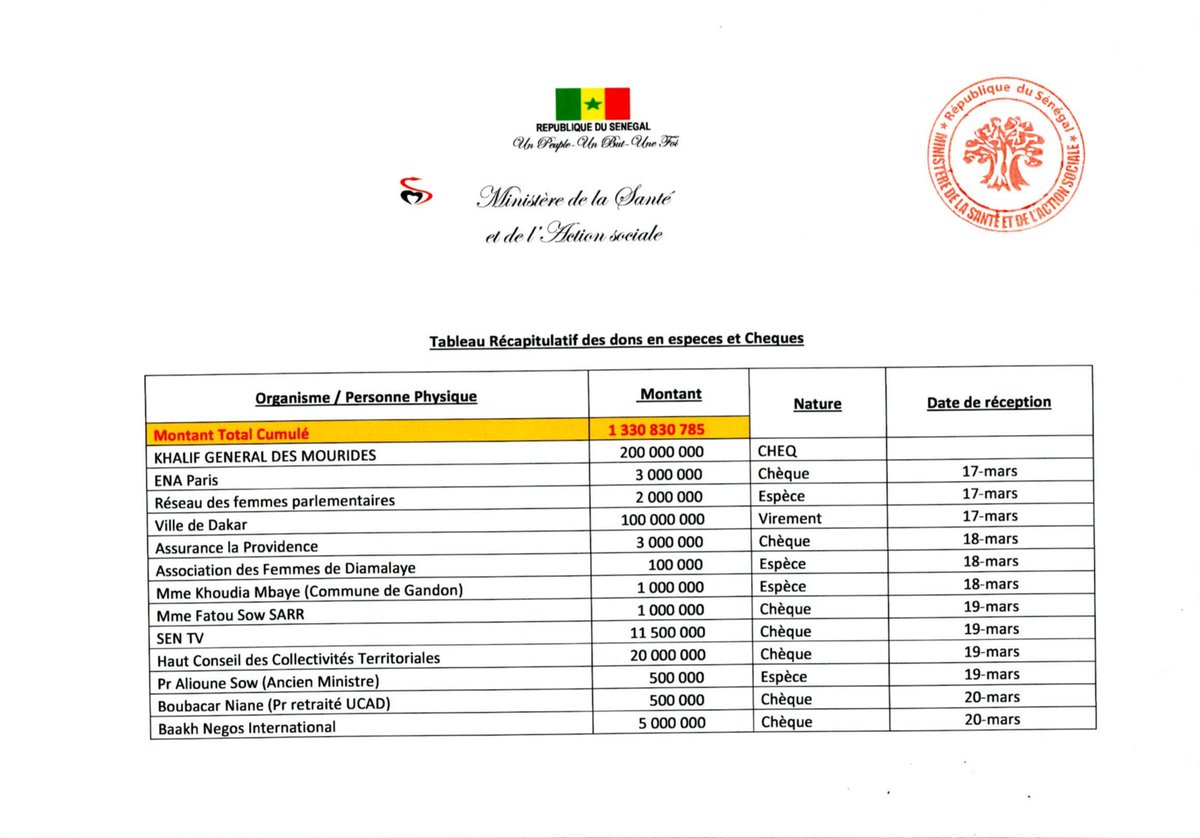 REPUBLIQUE DU SENEGAL
Un Peuple-Un But-Une Foi
République du Sénégal
MINISTÈRE DE LA SANTÉ ET DE L'ACTION SOCIALE
Ministère de la Santé
et de l'Action sociale
Tableau Récapitulatif des dons en especes et Cheques
Organisme / Personne Physique Montant Nature Date de réception
Montant Total Cumulé 1 330 830 785
KHALIF GENERAL DES MOURIDES 200 000 000 CHEQ
ENA Paris 3 000 000 Chèque 17-mars
Réseau des femmes parlementaires 2 000 000 Espèce 17-mars
Ville de Dakar 100 000 000 Virement 17-mars
Assurance la Providence 3 000 000 Chèque 18-mars
Association des Femmes de Diamalaye 100 000 Espèce 18-mars
Mme Khoudia Mbaye (Commune de Gandon) 1 000 000 Espèce 18-mars
Mme Fatou Sow SARR 1 000 000 Chèque 19-mars
SEN TV 11 500 000 Chèque 19-mars
Haut Conseil des Collectivités Territoriales 20 000 000 Chèque 19-mars
Pr Alioune Sow (Ancien Ministre) 500 000 Espèce 19-mars
Boubacar Niane (Pr retraité UCAD) 500 000 Chèque 20-mars
Baakh Negos International 5 000 000 Chèque 20-mars